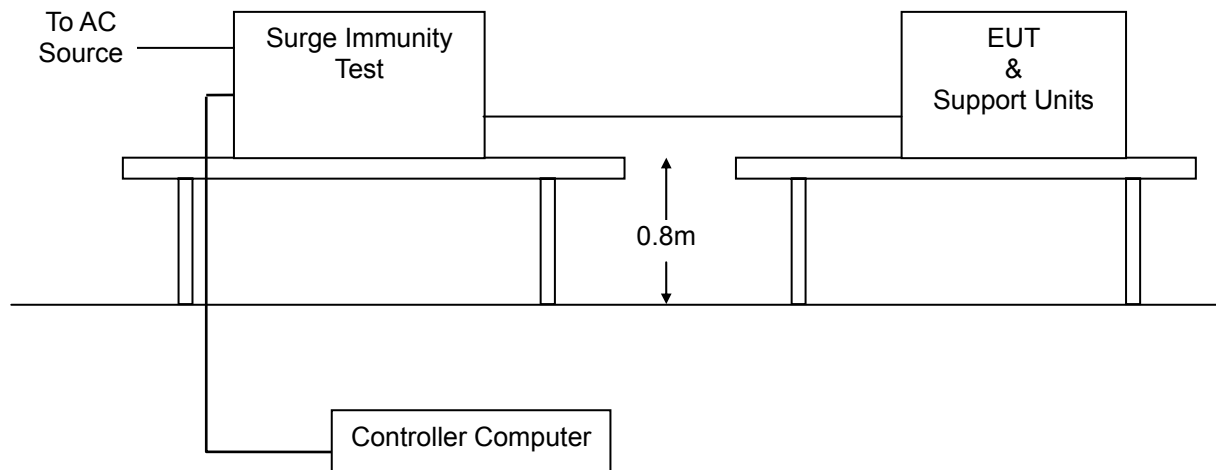 To AC
Source
Surge Immunity
Test
EUT
&
Support Units
0.8m
Controller Computer